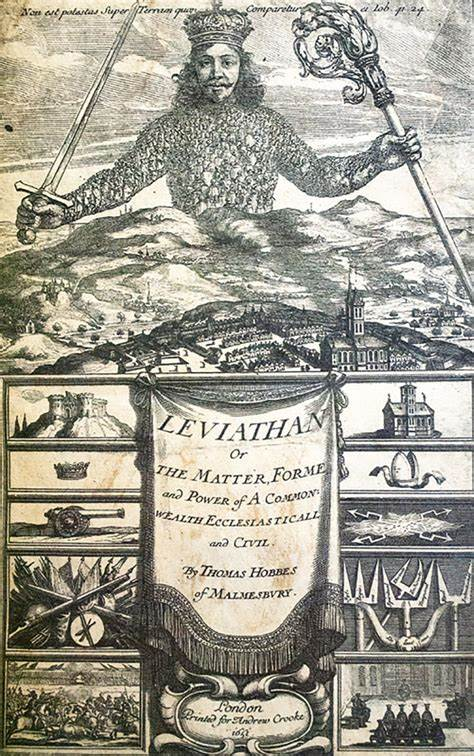 Non est potestas Super Terram quæ Comparetur ei Iob. 41. 24
LEVIATHAN
Or
THE MATTER, FORME
and POWER of A COMMON-
WEALTH ECCLESIASTICALL
and CIVIL.
By THOMAS HOBBES
of MALMESBURY.
London
Printed for Andrew Crooke
1651